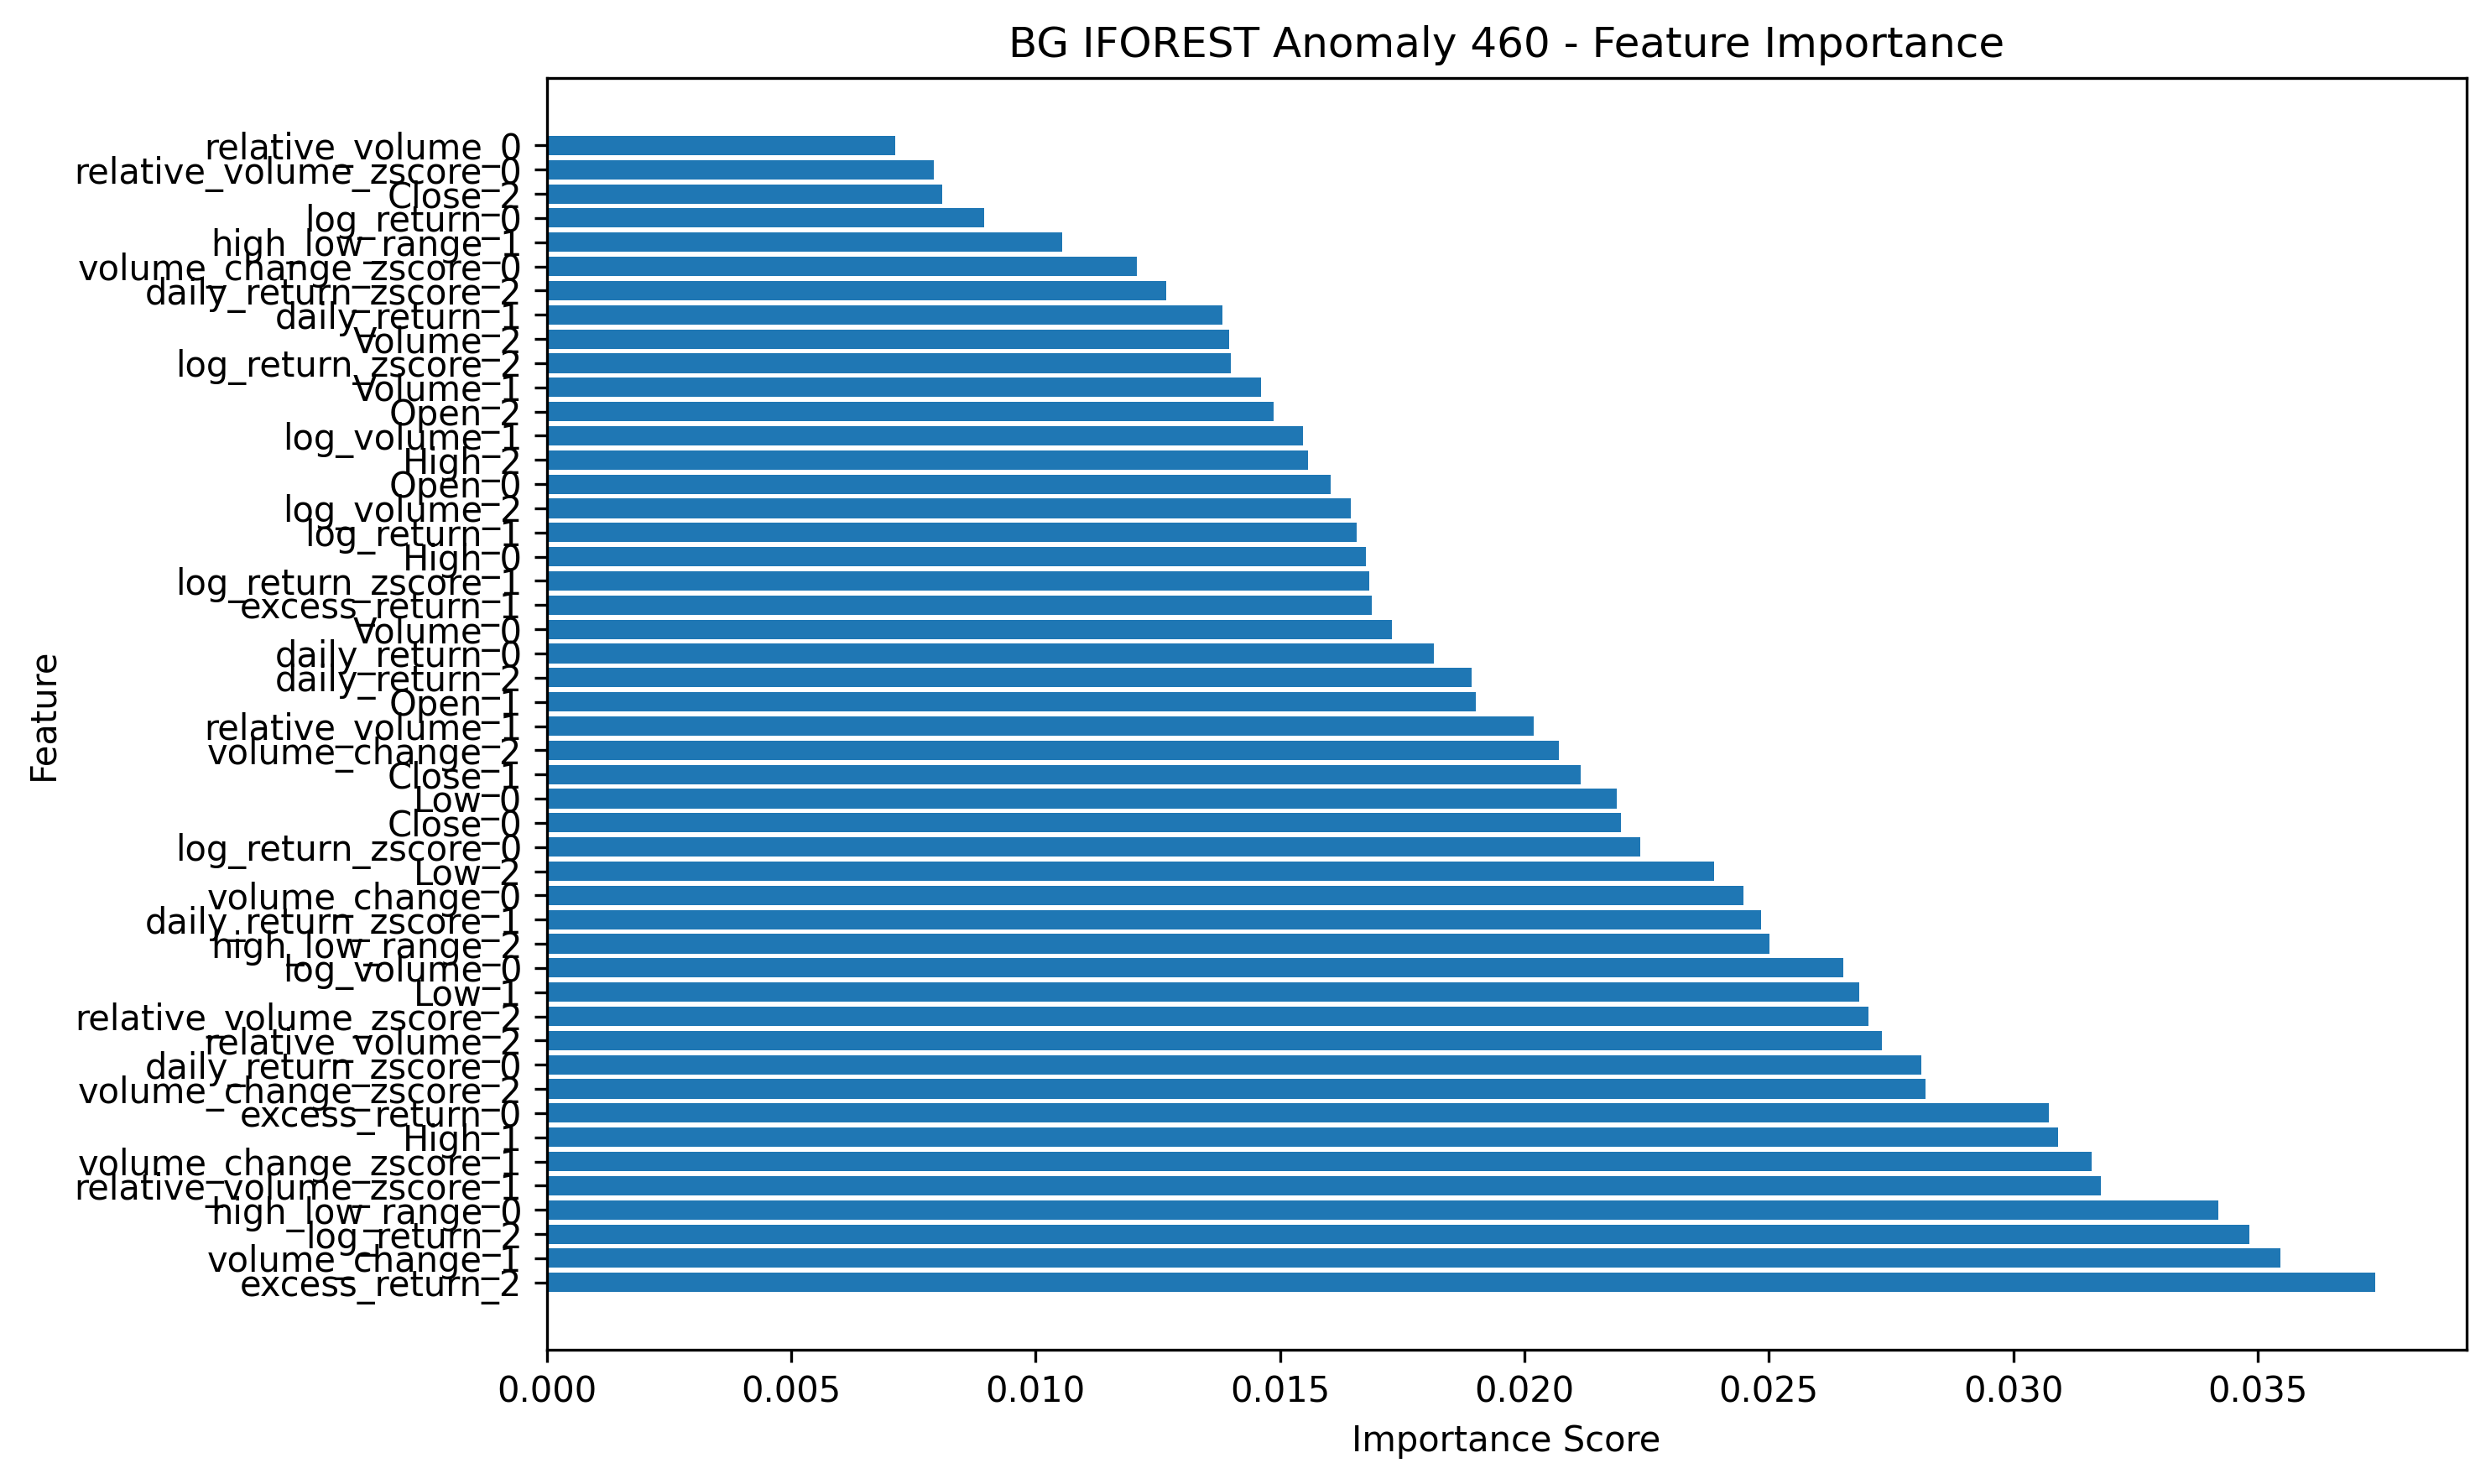 BG IFOREST Anomaly 460 - Feature Importance
relative_volume_0
relative_volume_zscore_0
Close_2
log_return_0
high_low_range_1
volume_change_zscore_0
daily_return_zscore_2
daily_return_1
Volume_2
log_return_zscore_2
Volume_1
Open_2
log_volume_1
High_2
Open_0
log_volume_2
log_return_1
High_0
log_return_zscore_1
excess_return_1
Volume_0
daily_return_0
daily_return_2
Open_1
relative_volume_1
volume_change_2
Close_1
Low_0
Close_0
log_return_zscore_0
Low_2
volume_change_0
daily_return_zscore_1
high_low_range_2
log_volume_0
Low_1
relative_volume_zscore_2
relative_volume_2
daily_return_zscore_0
volume_change_zscore_2
excess_return_0
High_1
volume_change_zscore_1
relative_volume_zscore_1
high_low_range_0
log_return_2
volume_change_1
excess_return_2
Feature
0.000 0.005 0.010 0.015 0.020 0.025 0.030 0.035
Importance Score